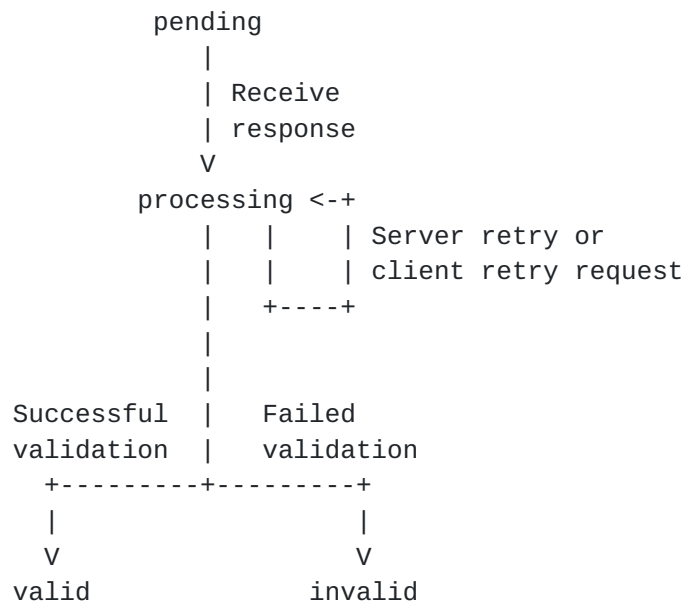 pending
|
| Receive
| response
V
processing <-+
| | | Server retry or
| | | client retry request
| +----+
|
|
Successful | Failed
validation | validation
+---------+---------+
| |
V V
valid invalid